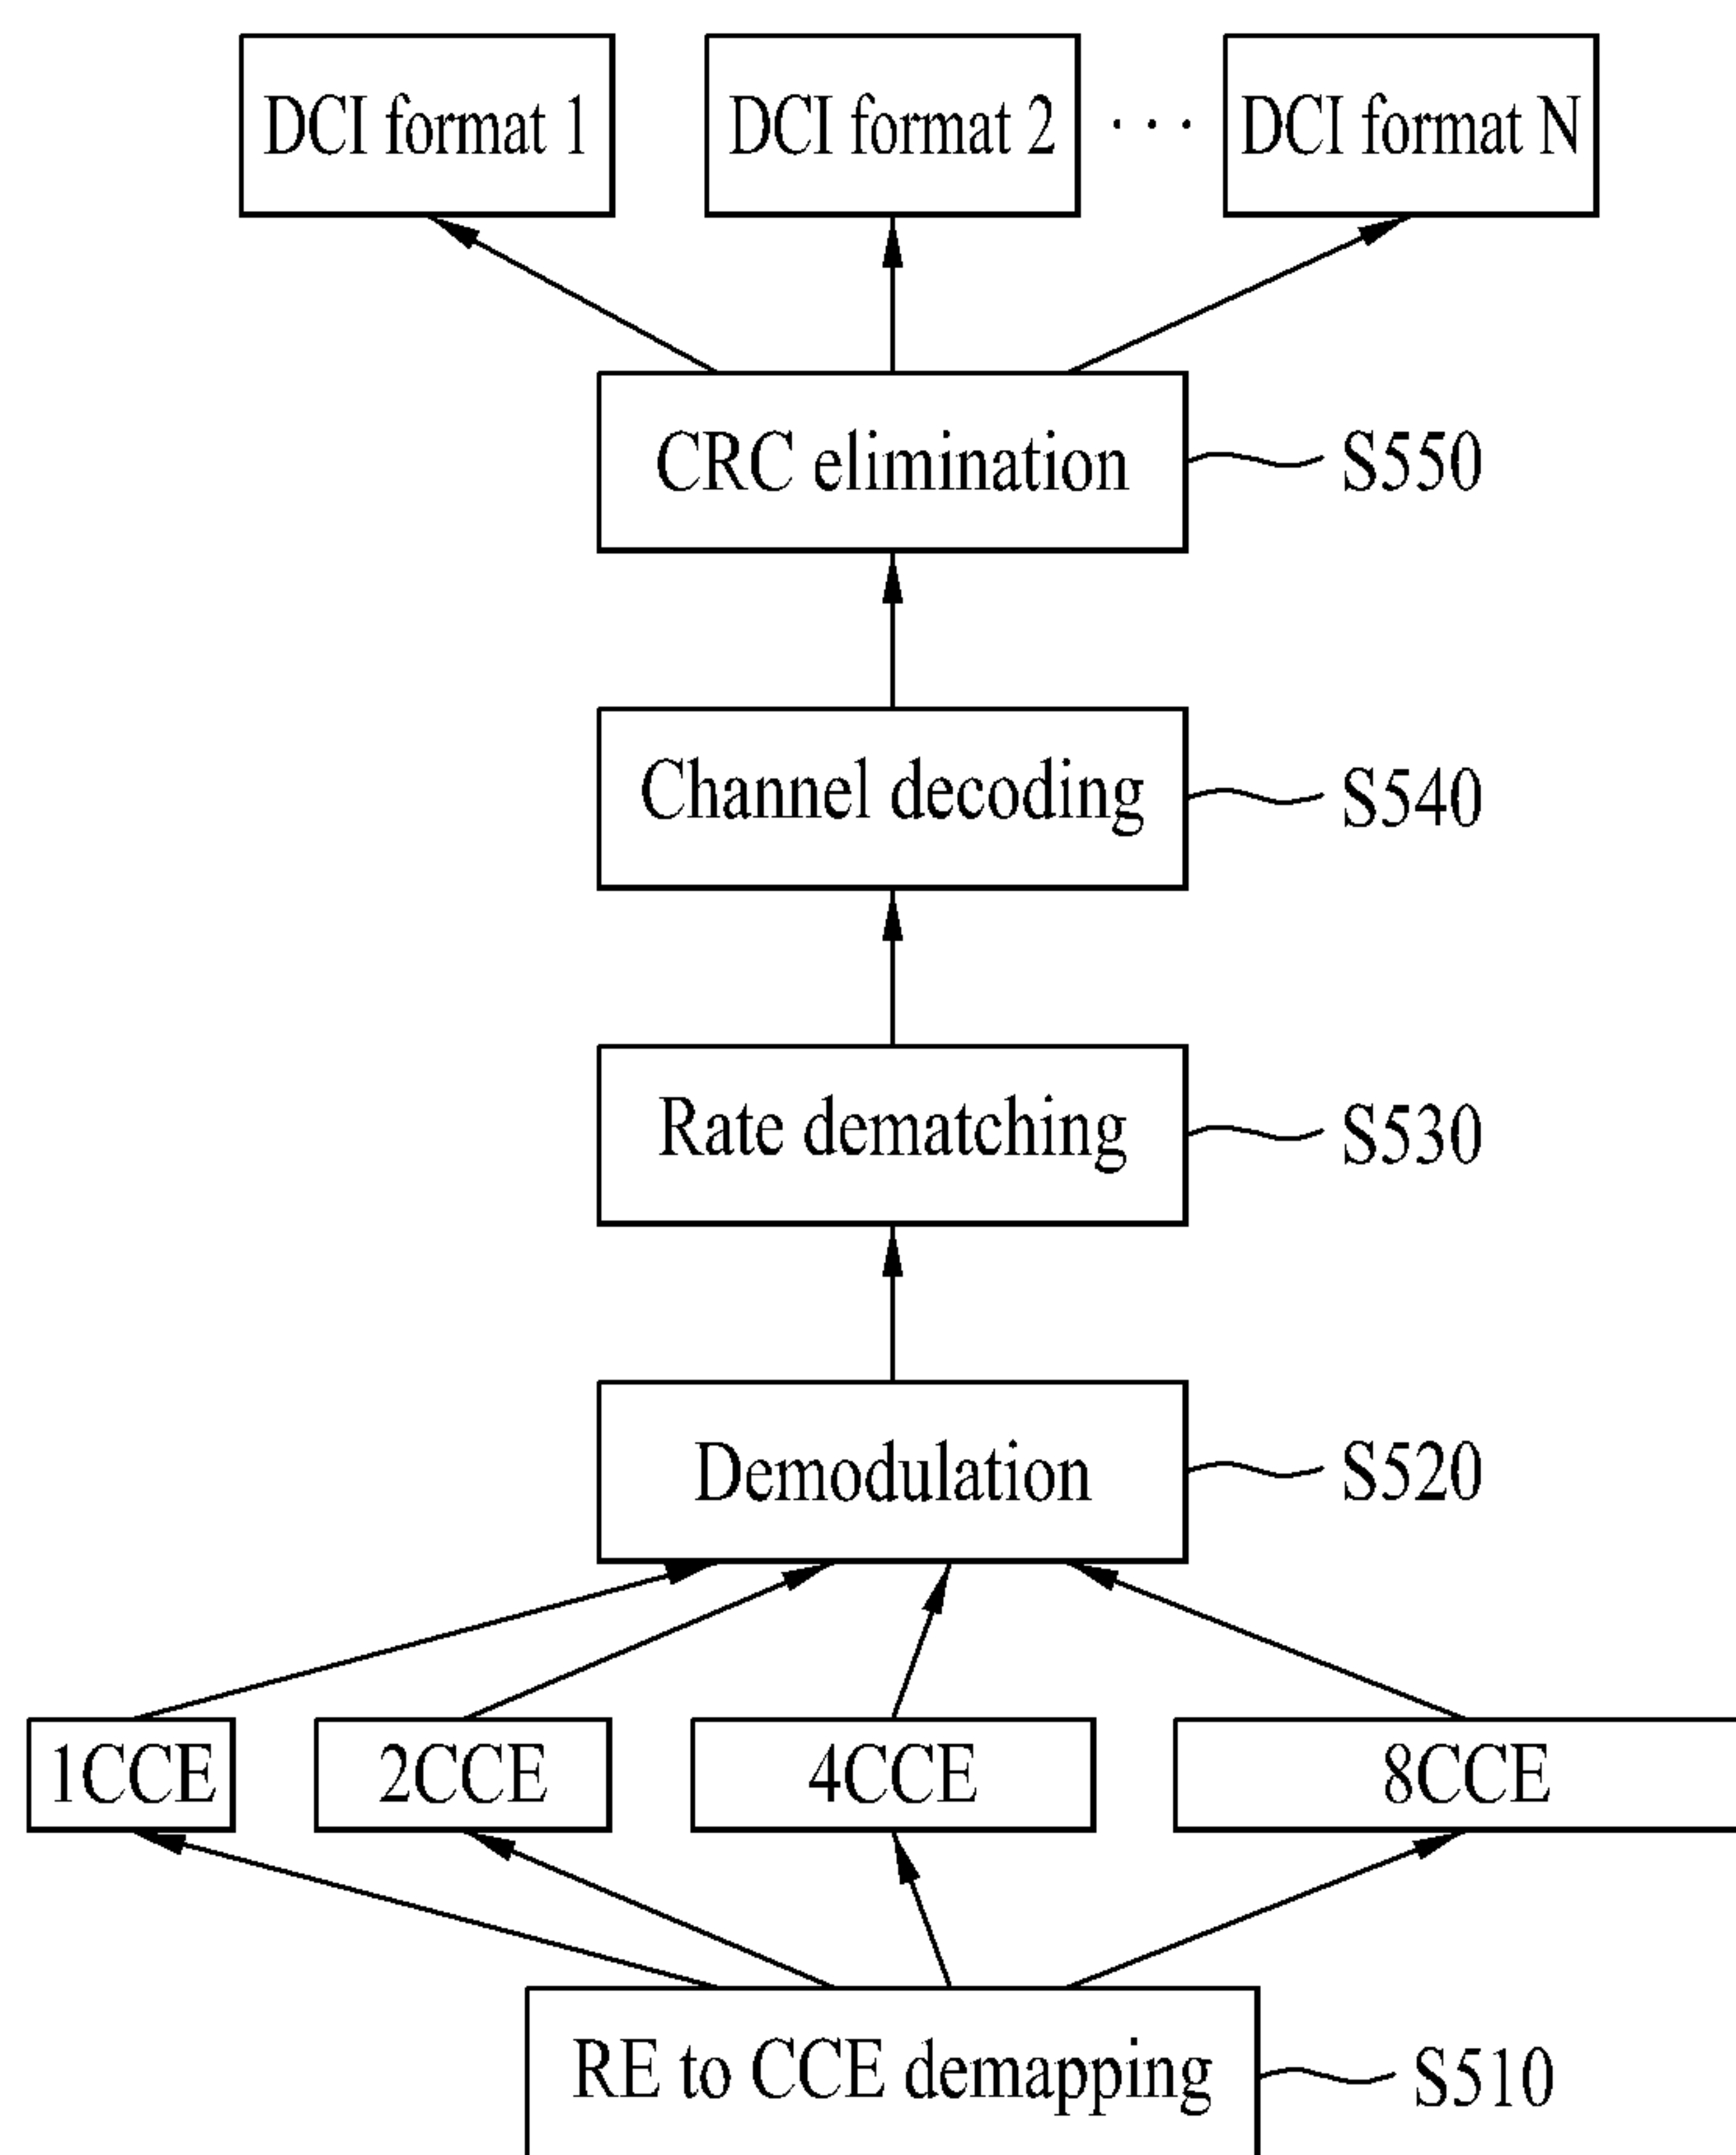 DCI format 1
DCI format 2
· · ·
DCI format N
CRC elimination
S550
Channel decoding
S540
Rate dematching
S530
Demodulation
S520
1CCE
2CCE
4CCE
8CCE
RE to CCE demapping
S510